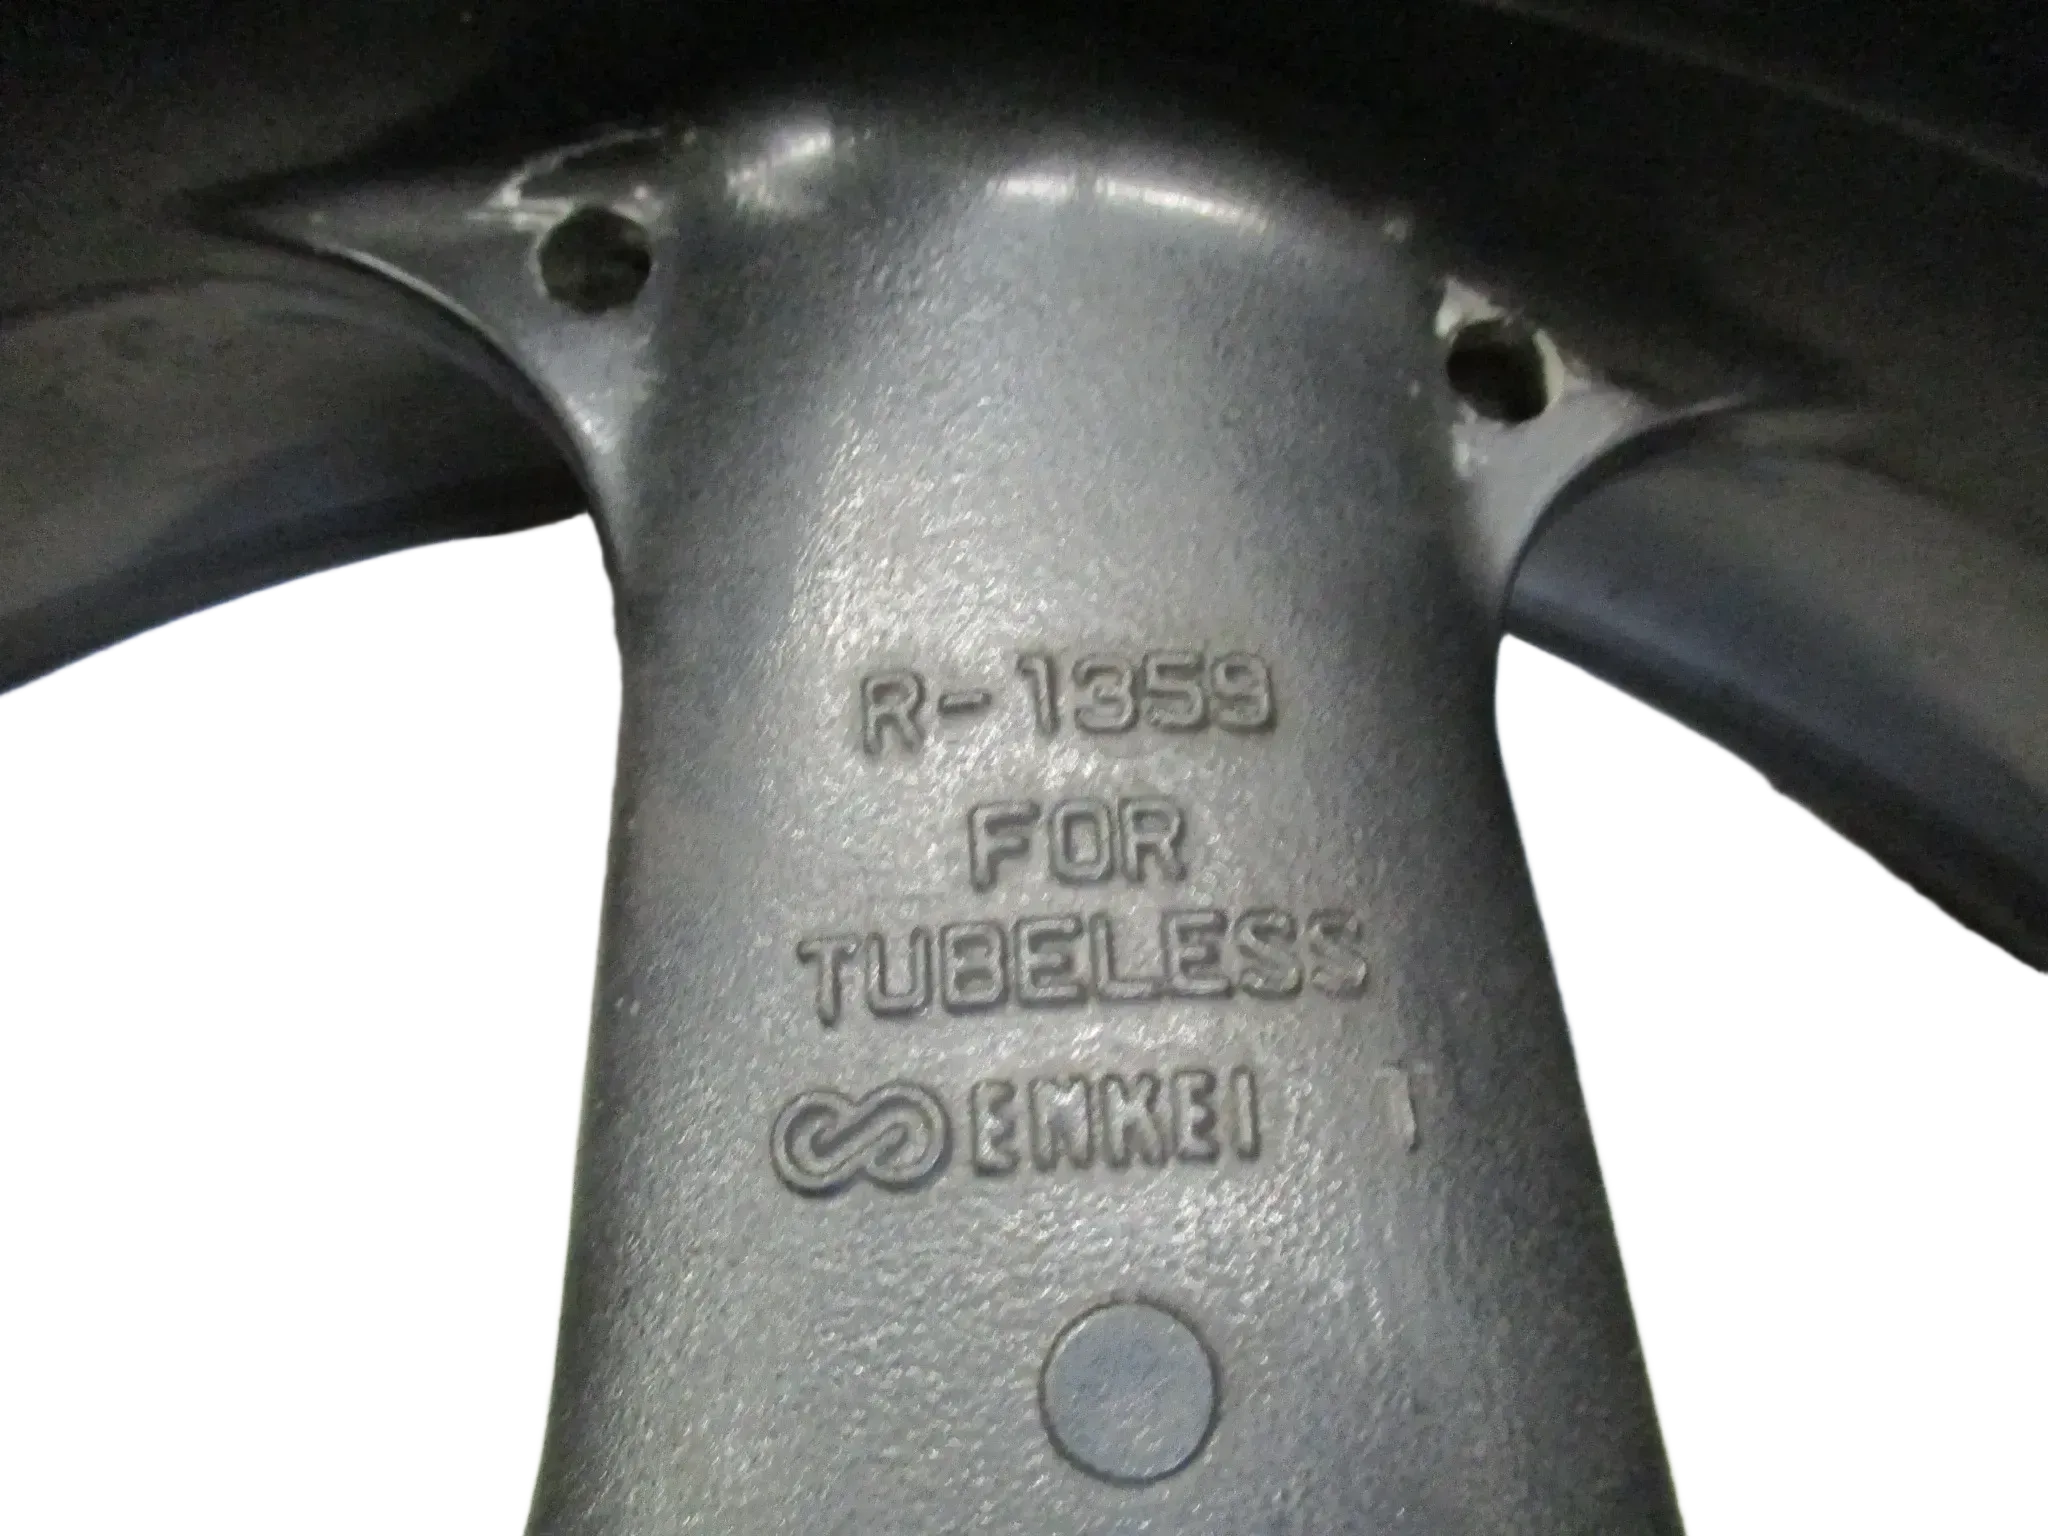 R-1359
FOR
TUBELESS
ENKEI